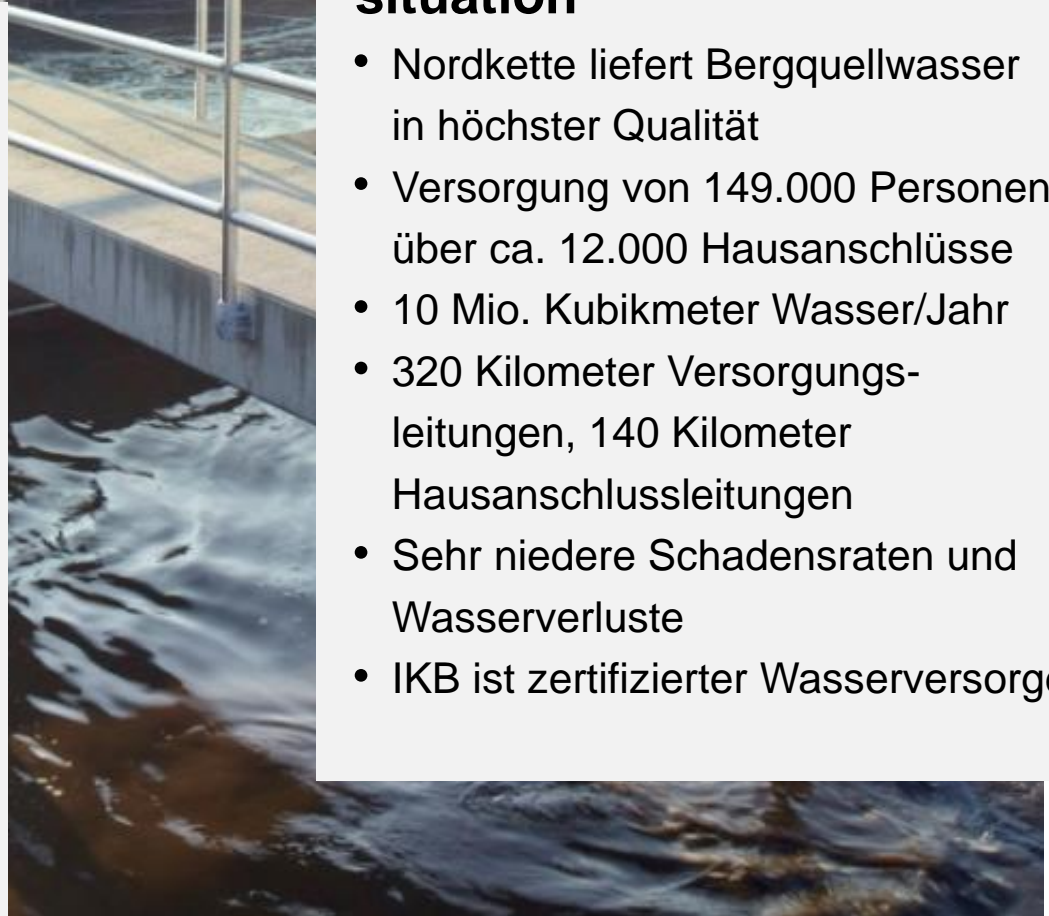 situation
• Nordkette liefert Bergquellwasser
in höchster Qualität
• Versorgung von 149.000 Personen
über ca. 12.000 Hausanschlüsse
• 10 Mio. Kubikmeter Wasser/Jahr
• 320 Kilometer Versorgungs-
leitungen, 140 Kilometer
Hausanschlussleitungen
• Sehr niedere Schadensraten und
Wasserverluste
• IKB ist zertifizierter